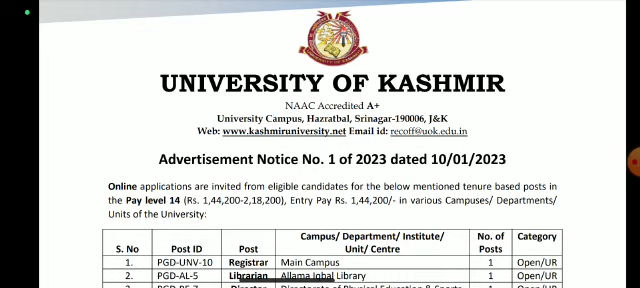 UNIVERSITY OF KASHMIR
NAAC Accredited A+
University Campus, Hazratbal, Srinagar-190006, J&K
Web: www.kashmiruniversity.net Email id: recoff@uok.edu.in
Advertisement Notice No. 1 of 2023 dated 10/01/2023
Online applications are invited from eligible candidates for the below mentioned tenure based posts in
the Pay level 14 (Rs. 1,44,200-2,18,200), Entry Pay Rs. 1,44,200/- in various Campuses/ Departments/
Units of the University:
S. No Post ID Post Campus/ Department/ Institute/ Unit/ Centre No. of Posts Category
1. PGD-UNV-10 Registrar Main Campus 1 Open/UR
2. PGD-AL-5 Librarian Allama Iqbal Library 1 Open/UR